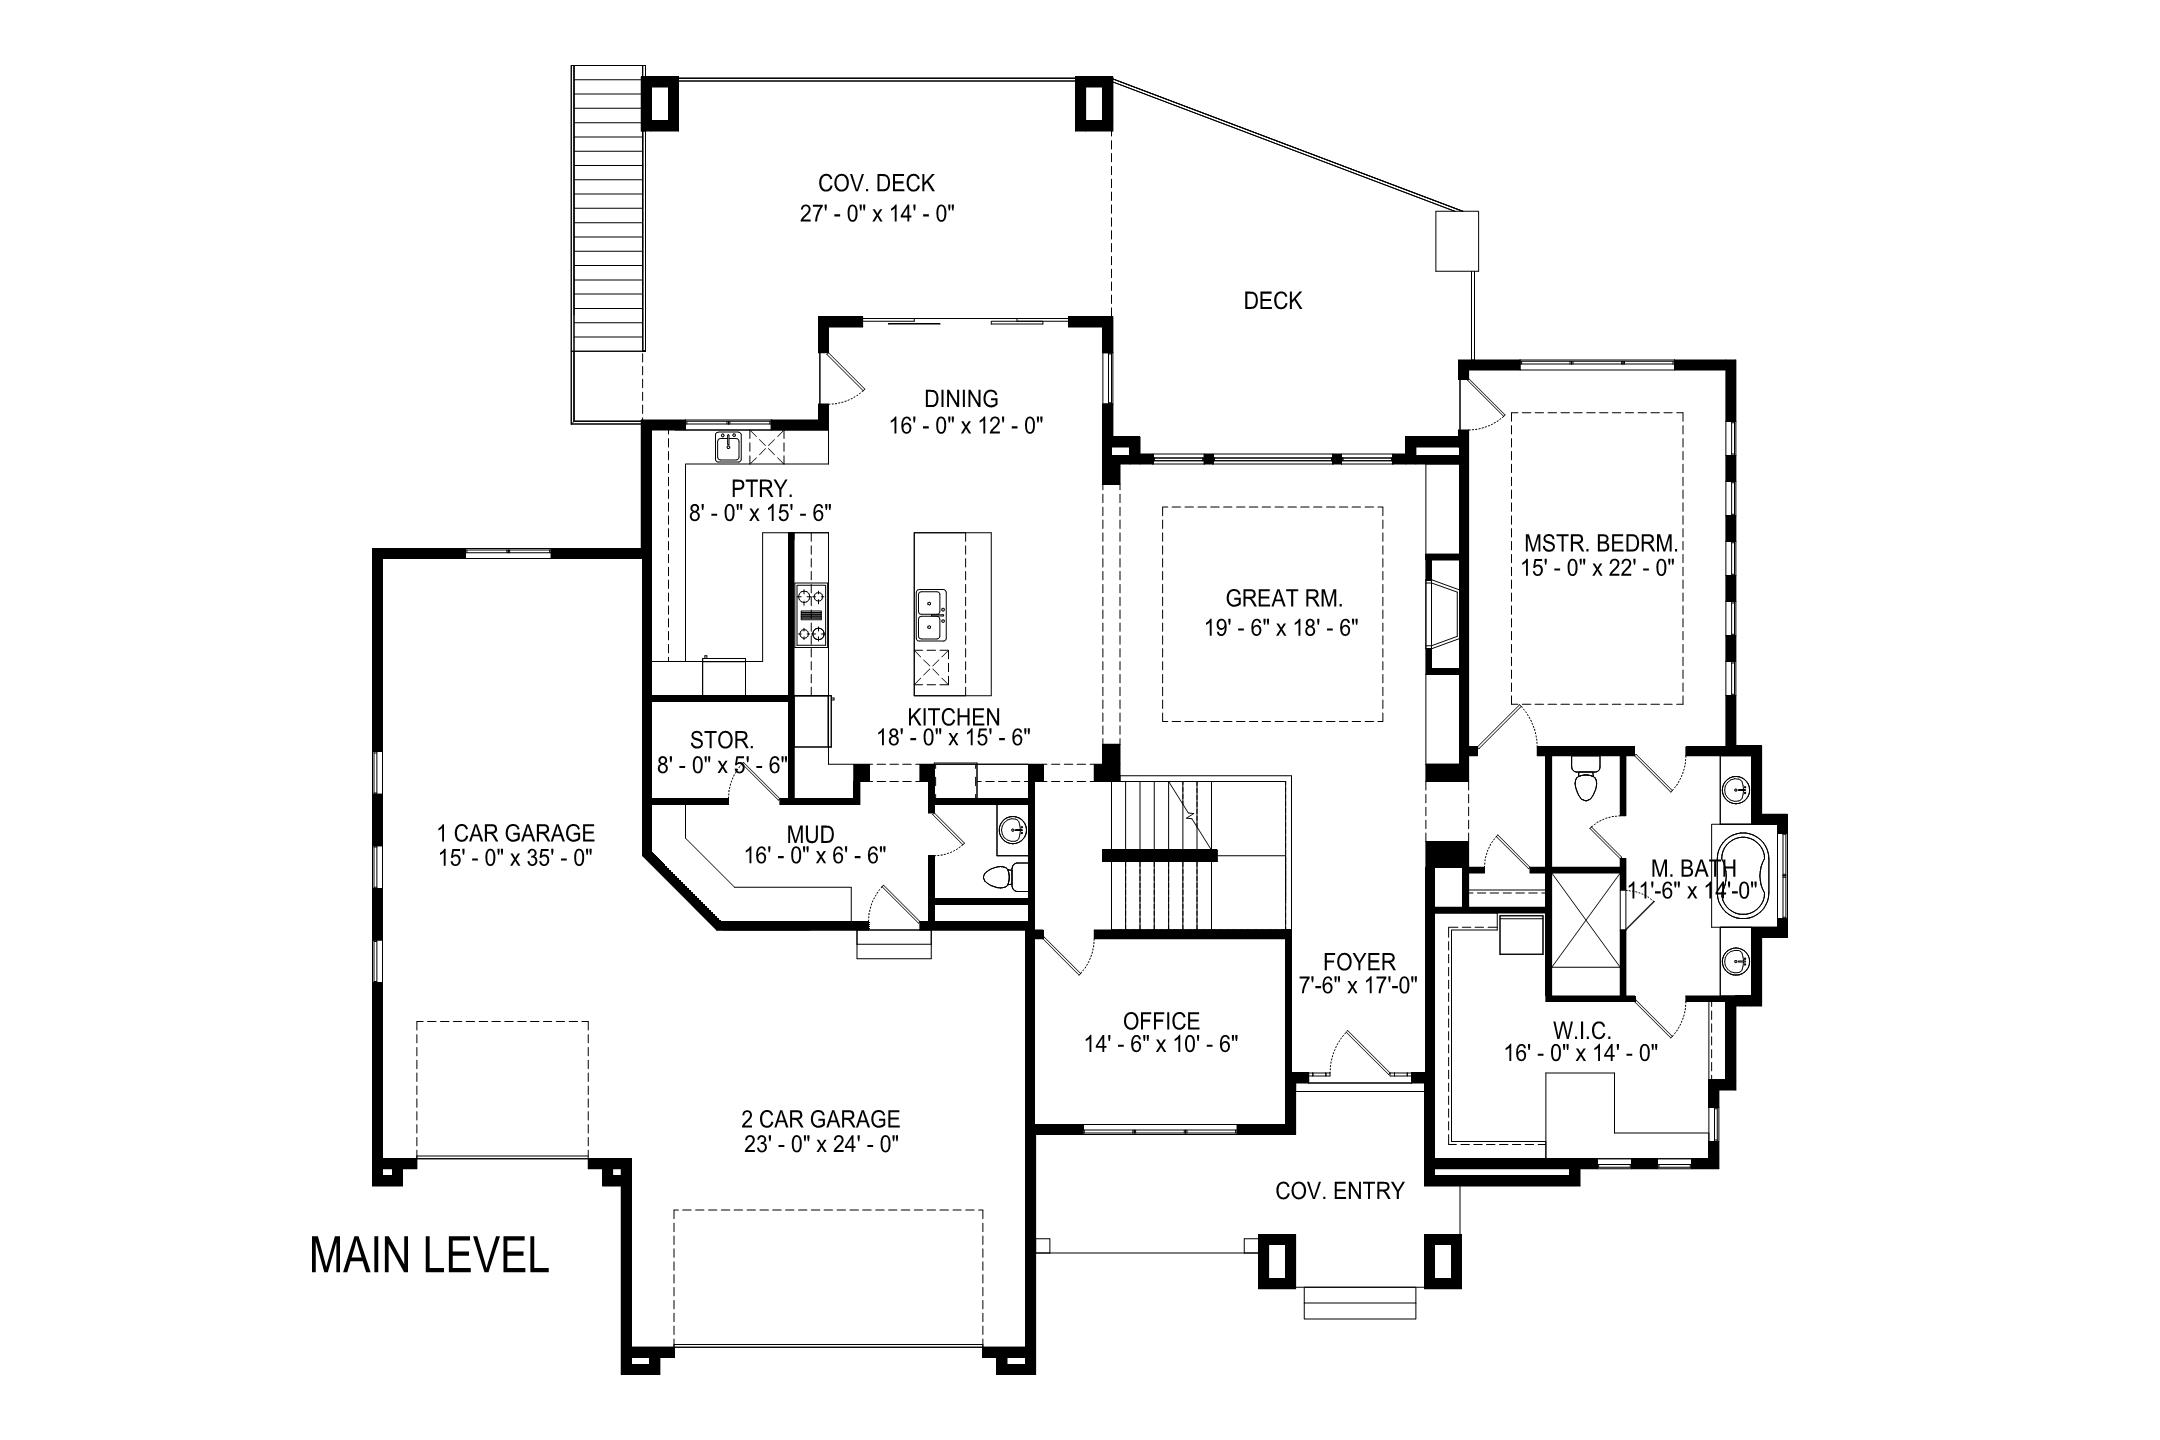 COV. DECK
27' - 0" x 14' - 0"
DECK
DINING
16' - 0" x 12' - 0"
PTRY.
8' - 0" x 15' - 6"
MSTR. BEDRM.
15' - 0" x 22' - 0"
GREAT RM.
19' - 6" x 18' - 6"
KITCHEN
18' - 0" x 15' - 6"
STOR.
8' - 0" x 5' - 6"
1 CAR GARAGE
15' - 0" x 35' - 0"
MUD
16' - 0" x 6' - 6"
M. BATH
11'-6" x 14'-0"
FOYER
7'-6" x 17'-0"
OFFICE
14' - 6" x 10' - 6"
W.I.C.
16' - 0" x 14' - 0"
2 CAR GARAGE
23' - 0" x 24' - 0"
COV. ENTRY
MAIN LEVEL